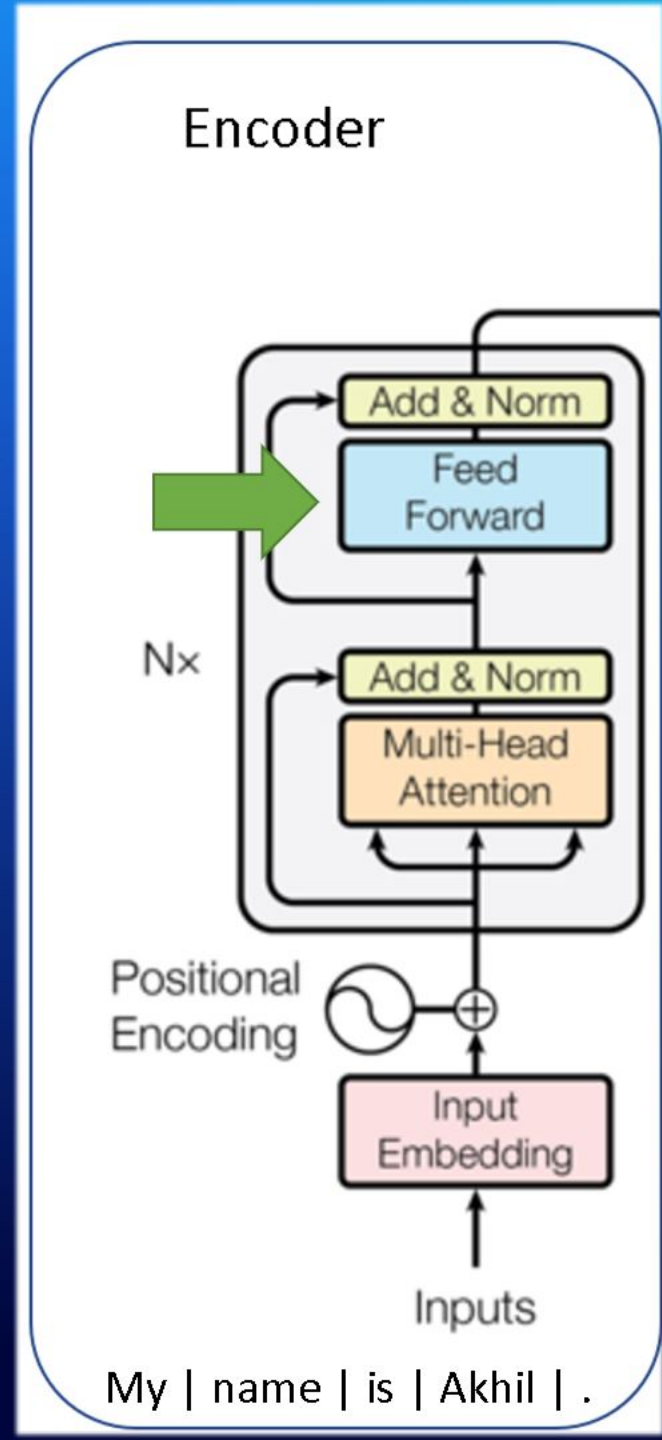 Encoder
Add & Norm
Feed
Forward
Nx
Add & Norm
Multi-Head
Attention
Positional
Encoding
Input
Embedding
Inputs
My | name | is | Akhil | .